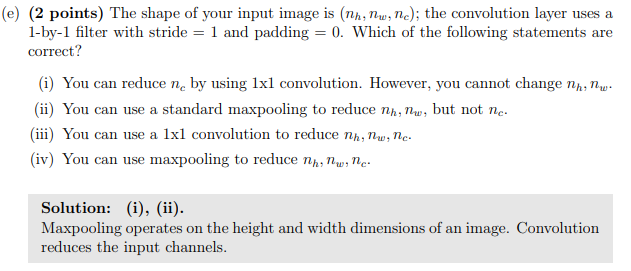 (e) (2 points) The shape of your input image is (n_h, n_w, n_c); the convolution layer uses a
1-by-1 filter with stride = 1 and padding = 0. Which of the following statements are
correct?
(i) You can reduce n_c by using 1x1 convolution. However, you cannot change n_h, n_w.
(ii) You can use a standard maxpooling to reduce n_h, n_w, but not n_c.
(iii) You can use a 1x1 convolution to reduce n_h, n_w, n_c.
(iv) You can use maxpooling to reduce n_h, n_w, n_c.
Solution: (i), (ii).
Maxpooling operates on the height and width dimensions of an image. Convolution
reduces the input channels.